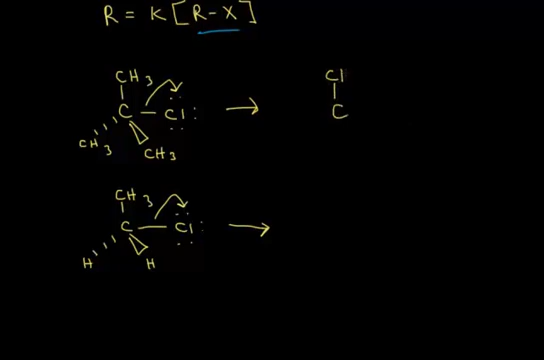 R = K [R-X]
CH3 Cl
C — Cl: → C
CH3 CH3
CH3
C — Cl: →
H H